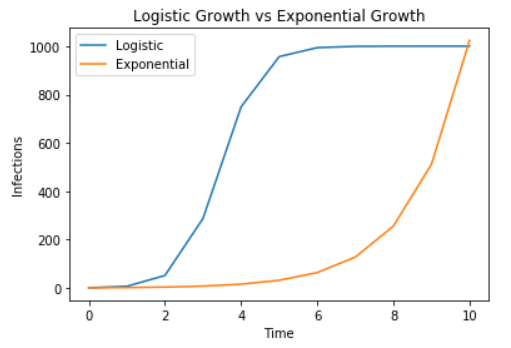 Logistic Growth vs Exponential Growth
Logistic
Exponential
Infections
1000
800
600
400
200
0
0 2 4 6 8 10
Time